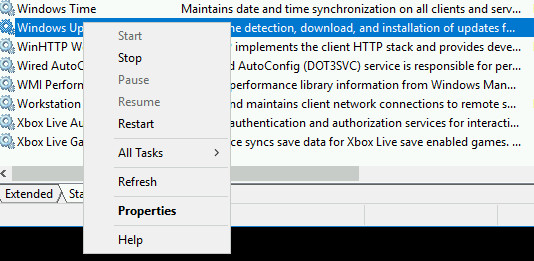 Windows Time Maintains date and time synchronization on all clients and serv...
Windows Up the detection, download, and installation of updates f...
WinHTTP W implements the client HTTP stack and provides deve...
Wired AutoC AutoConfig (DOT3SVC) service is responsible for per...
WMI Perform performance library information from Windows Man...
Workstation and maintains client network connections to remote s...
Xbox Live Au authentication and authorization services for interacti...
Xbox Live Ga ce syncs save data for Xbox Live save enabled games. ...
Start
Stop
Pause
Resume
Restart
All Tasks
Refresh
Properties
Help
Extended Sta